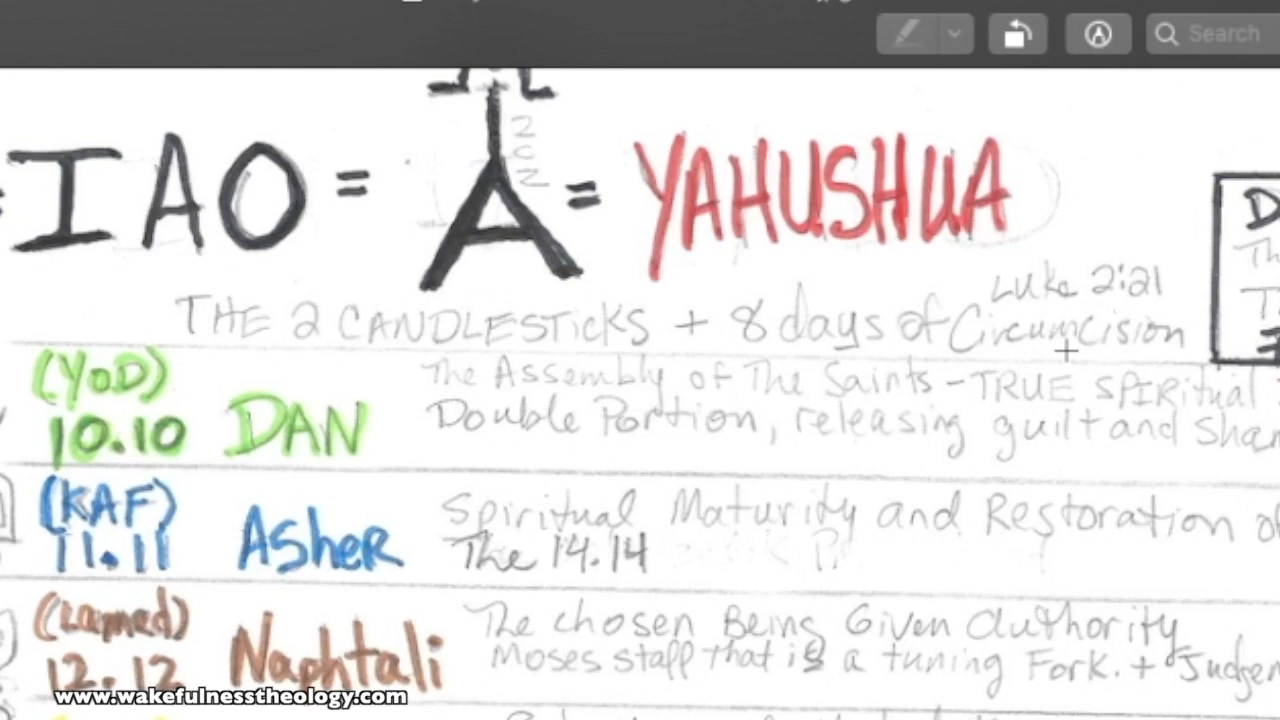 Search
= IAO = = YAHUSHUA
THE 2 CANDLESTICKS + 8 days of Circumcision
Luke 2:21
(YOD)
10.10 DAN
The Assembly of The Saints - TRUE SPIRitual
Double Portion, releasing guilt and
(KAF)
11.11 Asher
Spiritual Maturity and Restoration
The 14.14
(Lamed)
12.12 Naphtali
The chosen Being Given authority
Moses staff that is a tuning Fork. +
www.wakefulnesstheology.com